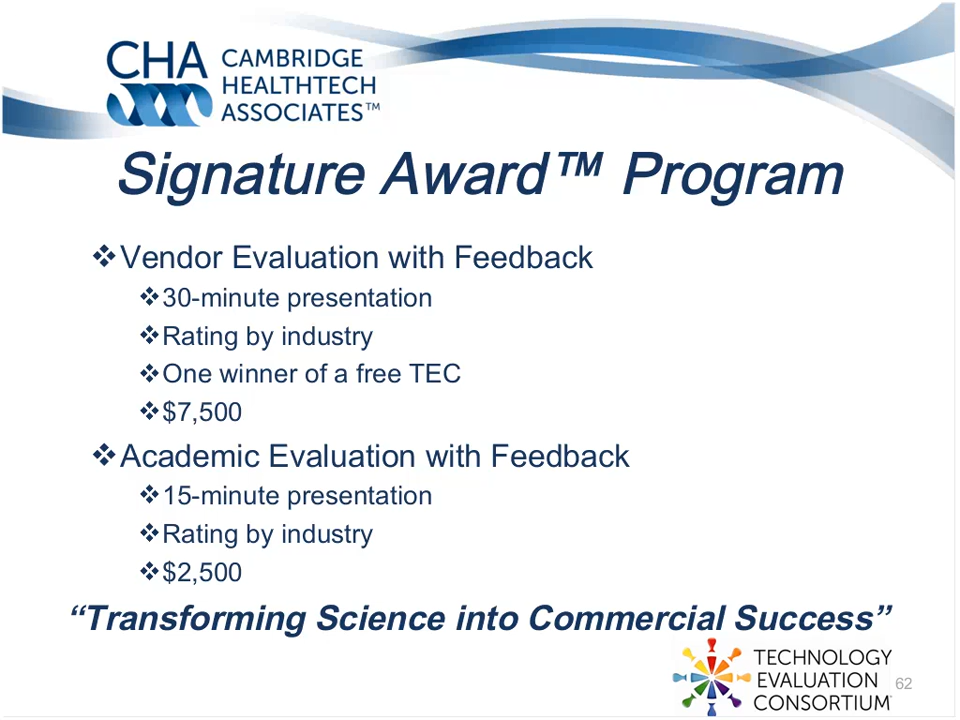 CHA CAMBRIDGE
HEALTHTECH
ASSOCIATES™
Signature Award™ Program
❖Vendor Evaluation with Feedback
❖30-minute presentation
❖Rating by industry
❖One winner of a free TEC
❖$7,500
❖Academic Evaluation with Feedback
❖15-minute presentation
❖Rating by industry
❖$2,500
“Transforming Science into Commercial Success”
TECHNOLOGY
EVALUATION
CONSORTIUM
62